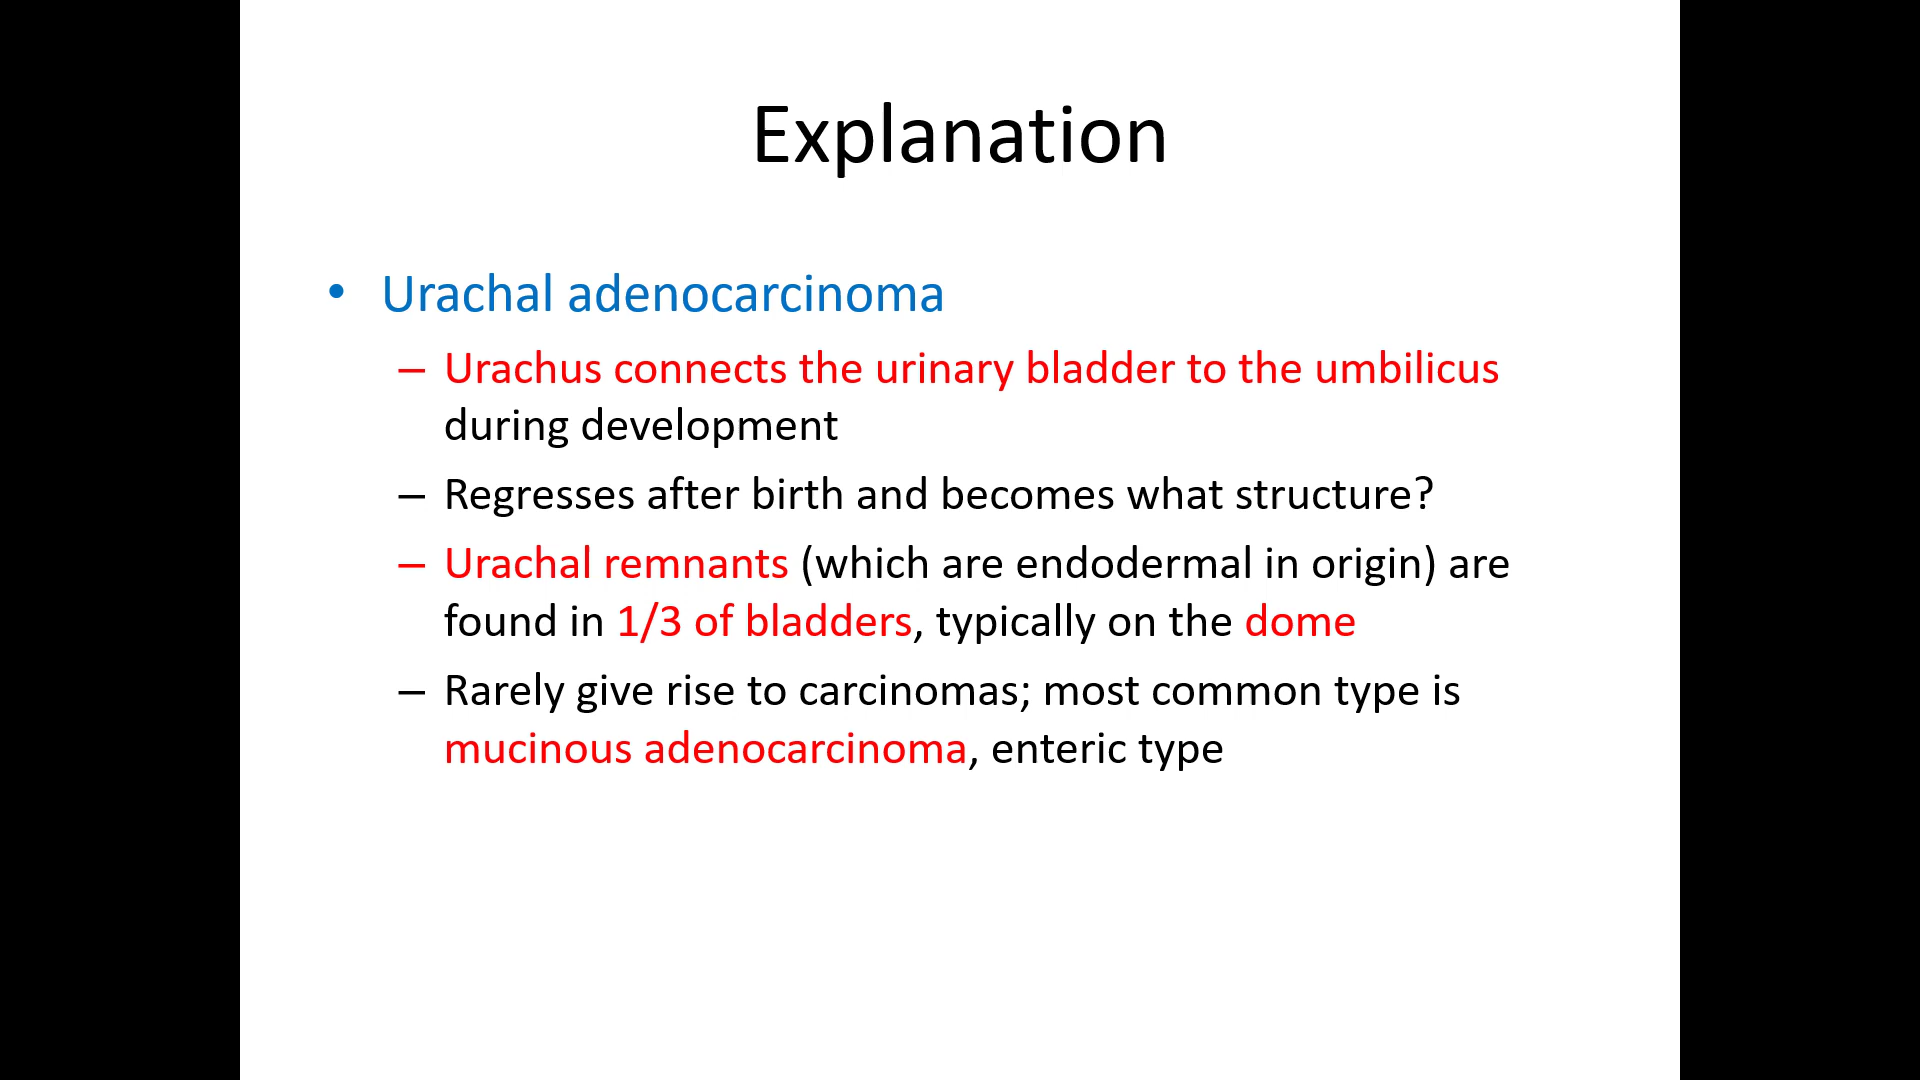 Explanation
• Urachal adenocarcinoma
– Urachus connects the urinary bladder to the umbilicus
during development
– Regresses after birth and becomes what structure?
– Urachal remnants (which are endodermal in origin) are
found in 1/3 of bladders, typically on the dome
– Rarely give rise to carcinomas; most common type is
mucinous adenocarcinoma, enteric type